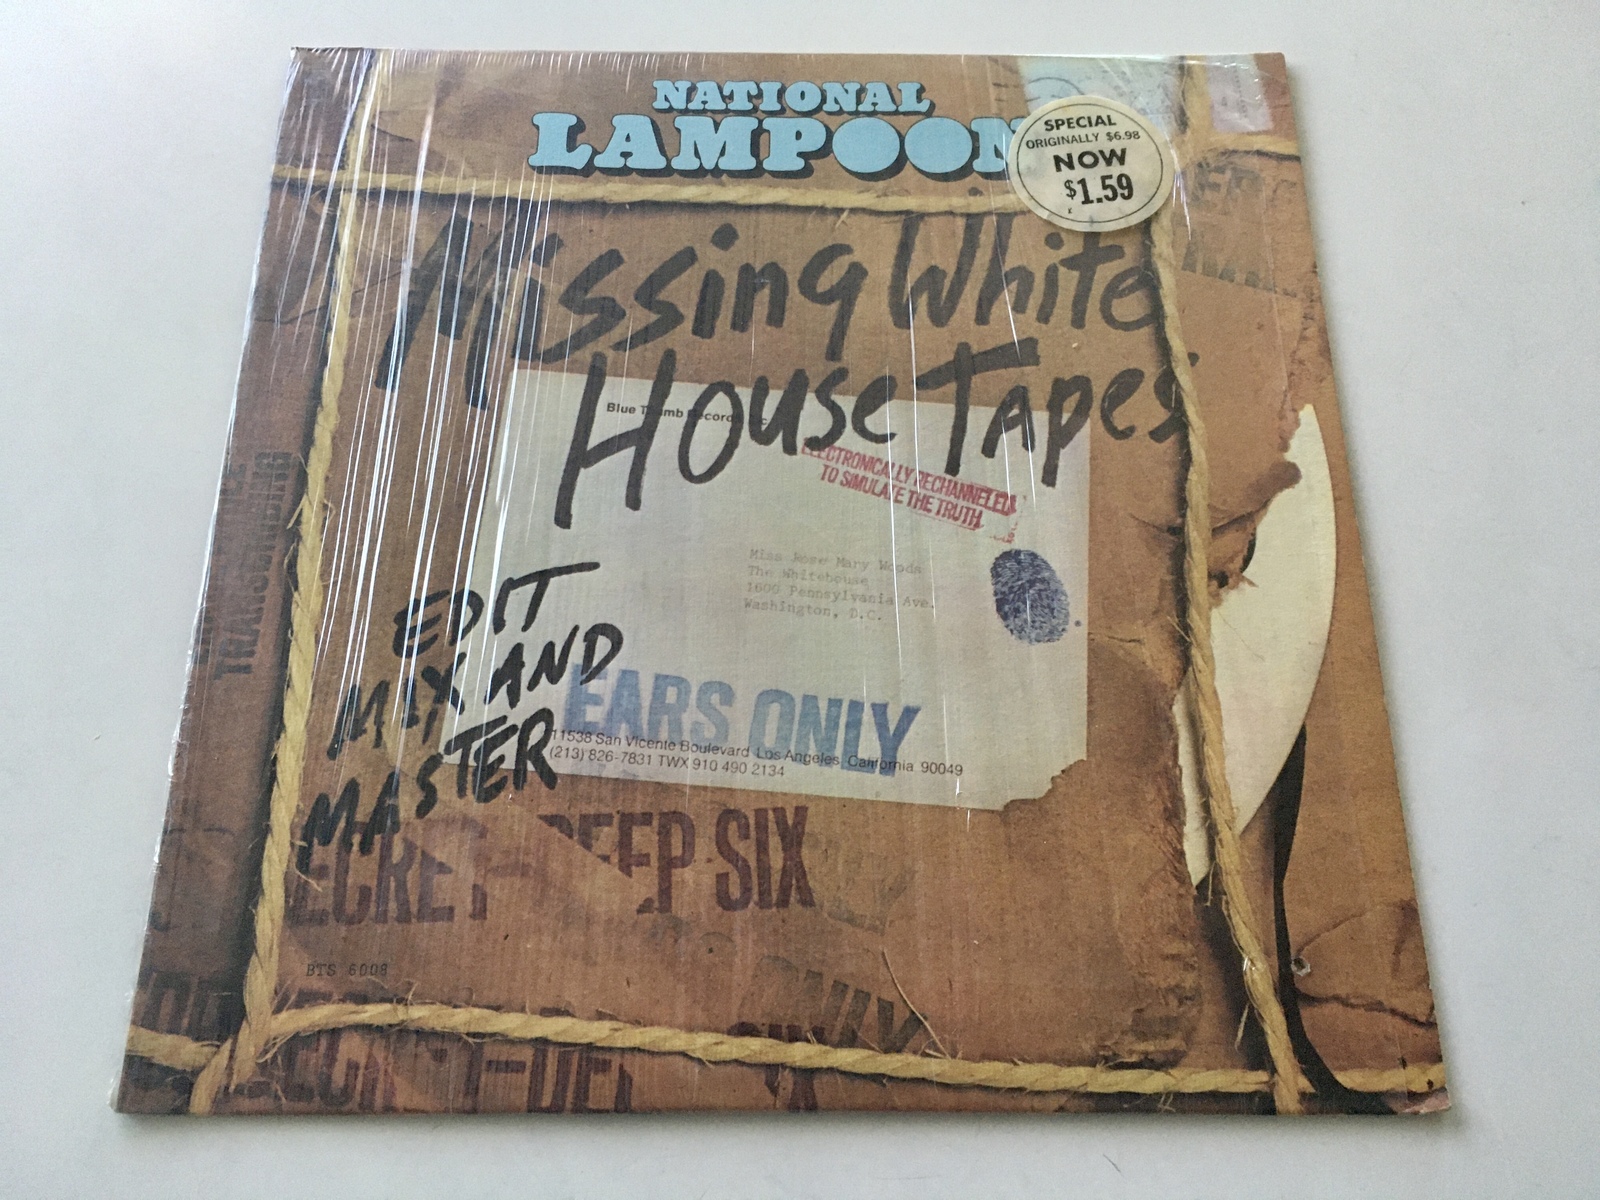 NATIONAL
LAMPOON
SPECIAL
ORIGINALLY $6.98
NOW
$1.59
x
Missing White
House Tapes
Blue Thumb Records
ELECTRONICALLY RECHANNELED
TO SIMULATE THE TRUTH
Miss Rose Mary Woods
The Whitehouse
1600 Pennsylvania Ave.
Washington, D.C.
EDIT
MIX AND
MASTER
EARS ONLY
11538 San Vicente Boulevard Los Angeles, California 90049
(213) 826-7831 TWX 910 490 2134
ECRET DEEP SIX
BTS 6008
ONLY